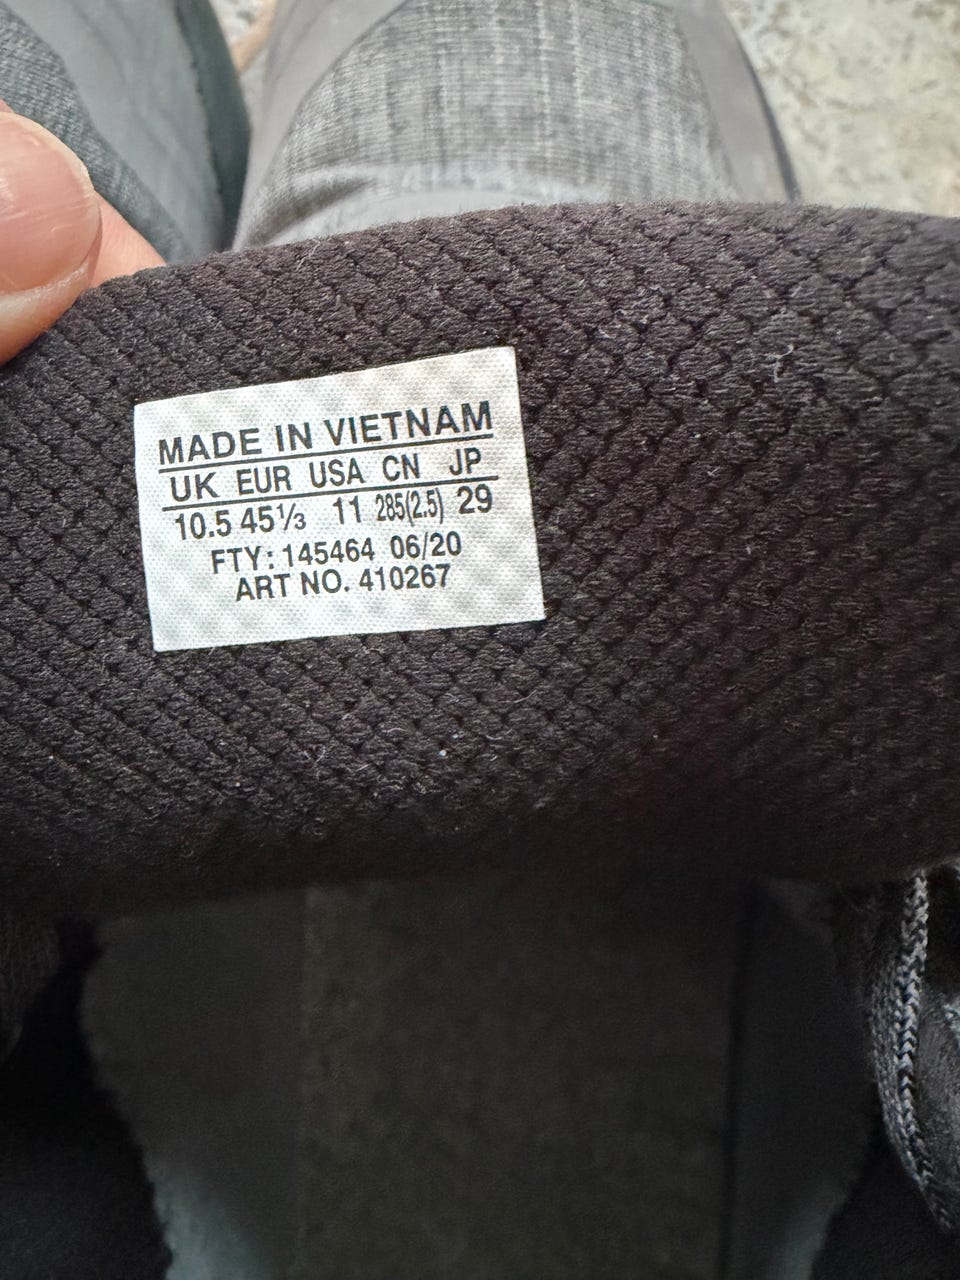 MADE IN VIETNAM
UK EUR USA CN JP
10.5 45⅓ 11 285(2.5) 29
FTY: 145464 06/20
ART NO. 410267